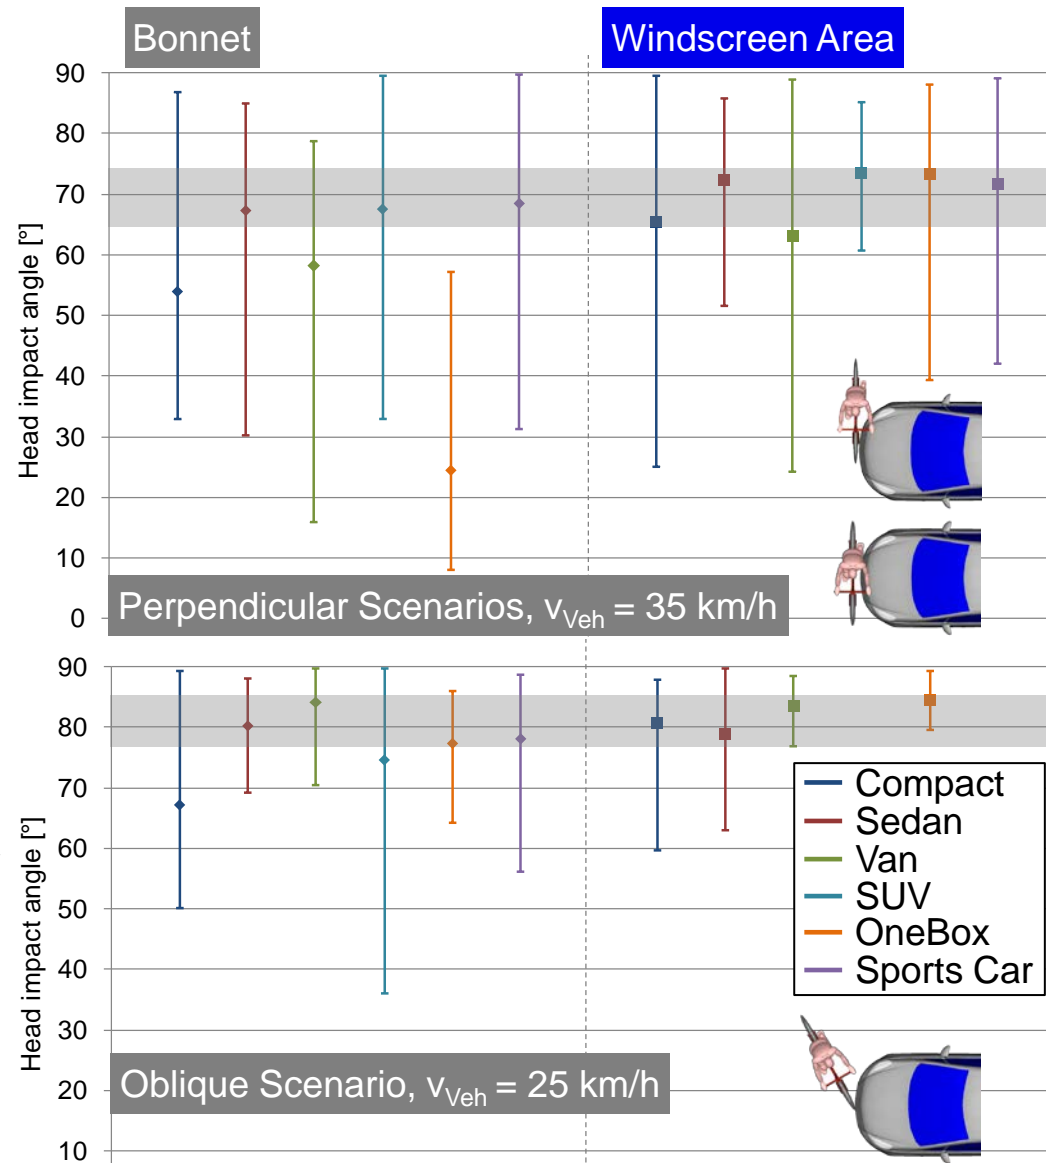 Bonnet
Windscreen Area
Head impact angle [°]
90
80
70
60
50
40
30
20
10
0
Perpendicular Scenarios, vVeh = 35 km/h
Head impact angle [°]
90
80
70
60
50
40
30
20
10
Compact
Sedan
Van
SUV
OneBox
Sports Car
Oblique Scenario, vVeh = 25 km/h